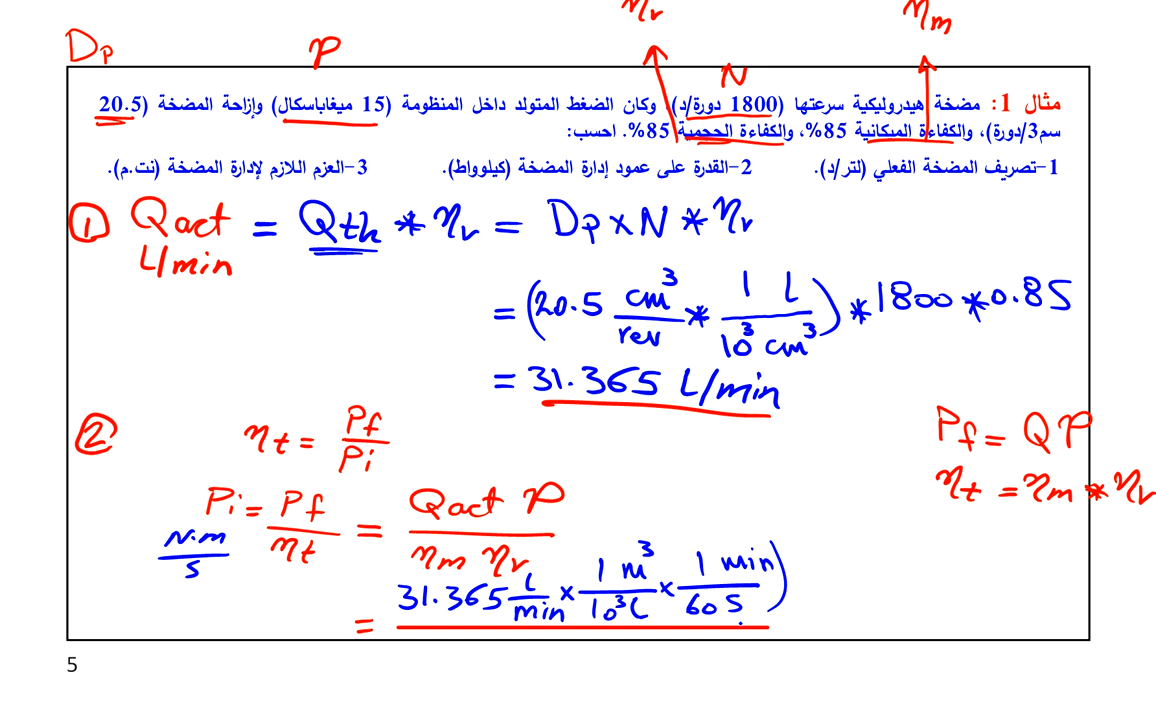 Dp P ηv N ηm
مثال 1: مضخة هيدروليكية سرعتها (1800 دورة/د)، وكان الضغط المتولد داخل المنظومة (15 ميغاباسكال) وإزاحة المضخة (20.5
سم3/دورة)، والكفاءة الميكانية 85%، والكفاءة الحجمية 85%. احسب:
1-تصريف المضخة الفعلي (لتر/د). 2-القدرة على عمود إدارة المضخة (كيلوواط). 3-العزم اللازم لإدارة المضخة (نت.م).
① Qact = Qth * ηv = Dp × N * ηv
L/min
= (20.5 cm³/rev * 1 L/10³ cm³) * 1800 * 0.85
= 31.365 L/min
② ηt = Pf/Pi
Pf = QP
ηt = ηm * ηv
Pi = Pf/ηt = Qact P/ηm ηv
N.m/s
= 31.365 L/min × 1 m³/10³L × 1 min/60 s)
5